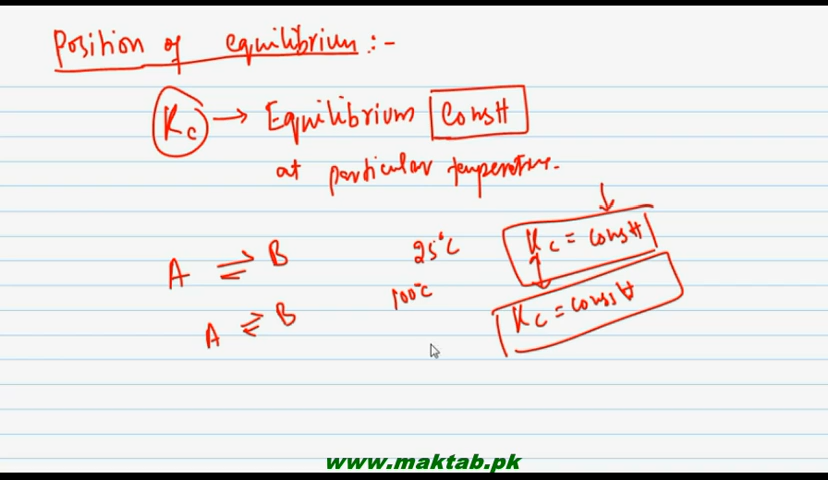 Position of equilibrium :-
Kc → Equilibrium Constt
at particular temperature.
A ⇌ B 25°C Kc = Constt
A ⇌ B 100°C Kc = Constt
www.maktab.pk